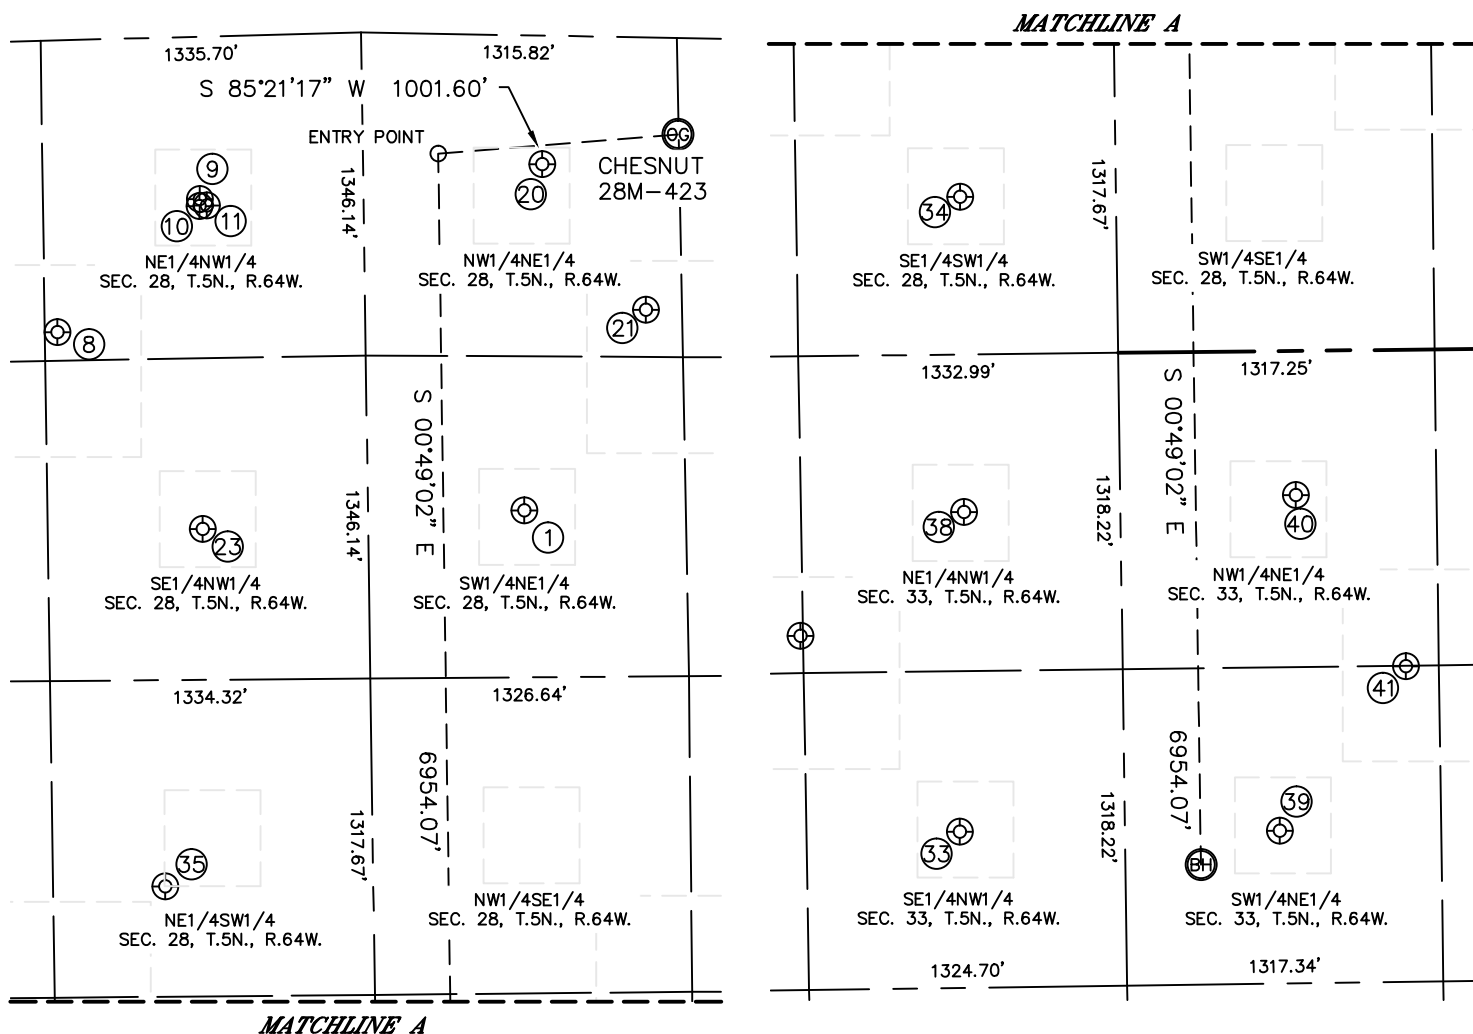 1335.70'
1315.82'
S 85°21'17" W 1001.60'
ENTRY POINT
OG
CHESNUT
28M-423
9
10
11
20
1346.14'
NE1/4NW1/4
SEC. 28, T.5N., R.64W.
NW1/4NE1/4
SEC. 28, T.5N., R.64W.
8
21
S 00°49'02" E
1346.14'
23
1
SE1/4NW1/4
SEC. 28, T.5N., R.64W.
SW1/4NE1/4
SEC. 28, T.5N., R.64W.
1334.32'
1326.64'
6954.07'
1317.67'
35
NE1/4SW1/4
SEC. 28, T.5N., R.64W.
NW1/4SE1/4
SEC. 28, T.5N., R.64W.
MATCHLINE A
MATCHLINE A
1317.67'
34
SE1/4SW1/4
SEC. 28, T.5N., R.64W.
SW1/4SE1/4
SEC. 28, T.5N., R.64W.
1332.99'
1317.25'
S 00°49'02" E
1318.22'
38
40
NE1/4NW1/4
SEC. 33, T.5N., R.64W.
NW1/4NE1/4
SEC. 33, T.5N., R.64W.
41
6954.07'
1318.22'
33
39
BH
SE1/4NW1/4
SEC. 33, T.5N., R.64W.
SW1/4NE1/4
SEC. 33, T.5N., R.64W.
1324.70'
1317.34'